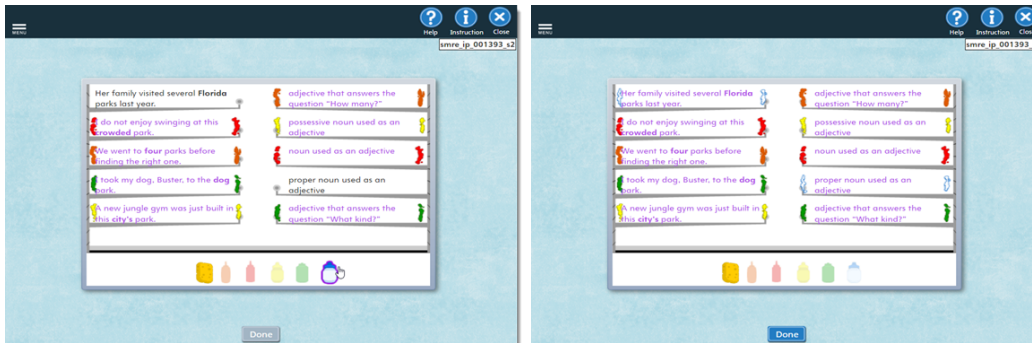 Help Instruction Close
MENU
smre_ip_001393_s2
Her family visited several Florida
parks last year.
adjective that answers the
question "How many?"
I do not enjoy swinging at this
crowded park.
possessive noun used as an
adjective
We went to four parks before
finding the right one.
noun used as an adjective
I took my dog, Buster, to the dog
park.
proper noun used as an
adjective
A new jungle gym was just built in
this city's park.
adjective that answers the
question "What kind?"
Done
Help Instruction Clos
MENU
smre_ip_001393_
Her family visited several Florida
parks last year.
adjective that answers the
question "How many?"
I do not enjoy swinging at this
crowded park.
possessive noun used as an
adjective
We went to four parks before
finding the right one.
noun used as an adjective
I took my dog, Buster, to the dog
park.
proper noun used as an
adjective
A new jungle gym was just built in
this city's park.
adjective that answers the
question "What kind?"
Done